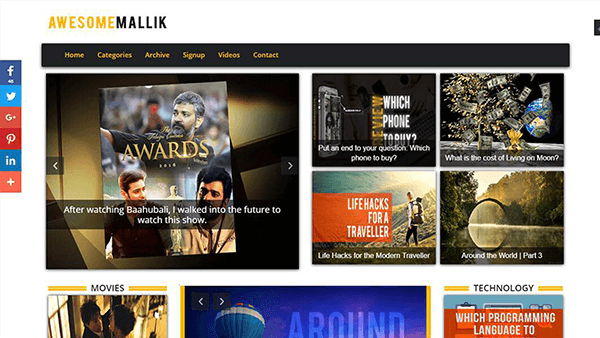 AWESOMEMALLIK
Home Categories Archive Signup Videos Contact
48
AWARDS
After watching Baahubali, I walked into the future to
watch this show.
REVIEW
WHICH
PHONE
TO BUY?
Put an end to your question: Which
phone to buy?
What is the cost of Living on Moon?
LIFE HACKS
FOR A
TRAVELLER
Life Hacks for the Modern Traveller
Around the World | Part 3
MOVIES
AROUND
TECHNOLOGY
WHICH PROGRAMMING
LANGUAGE TO